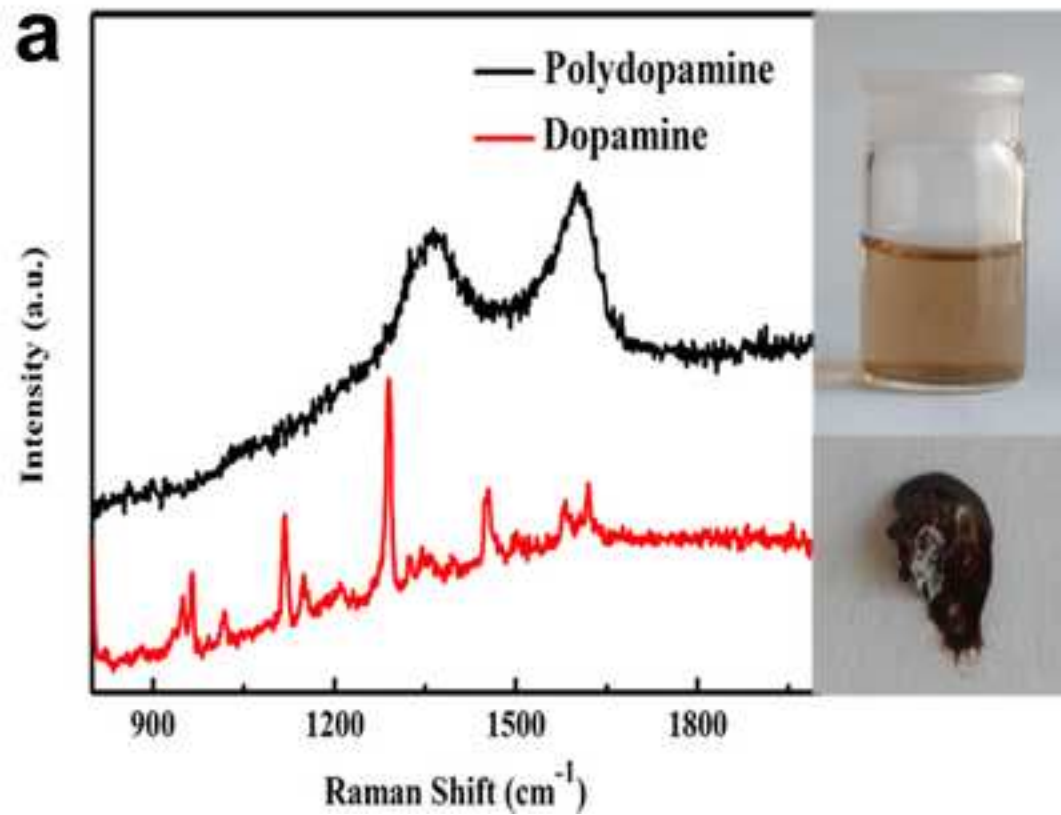 a
Polydopamine
Dopamine
Intensity (a.u.)
900 1200 1500 1800
Raman Shift (cm-1)